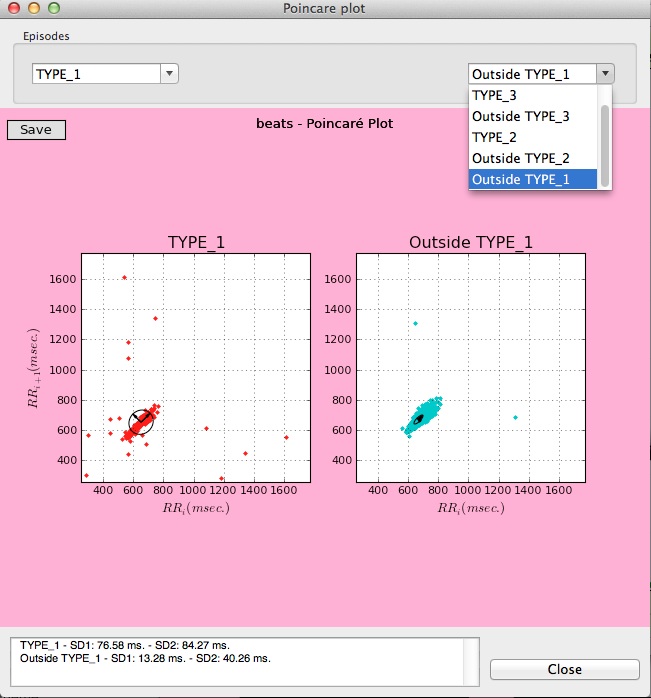 Poincare plot
Episodes
TYPE_1
Outside TYPE_1
TYPE_3
Outside TYPE_3
TYPE_2
Outside TYPE_2
Outside TYPE_1
Save
beats - Poincaré Plot
TYPE_1
Outside TYPE_1
1600
1400
1200
1000
800
600
400
RR_{i+1}(msec.)
400 600 800 1000 1200 1400 1600
RR_i(msec.)
1600
1400
1200
1000
800
600
400
400 600 800 1000 1200 1400 1600
RR_i(msec.)
TYPE_1 - SD1: 76.58 ms. - SD2: 84.27 ms.
Outside TYPE_1 - SD1: 13.28 ms - SD2: 40.26 ms.
Close